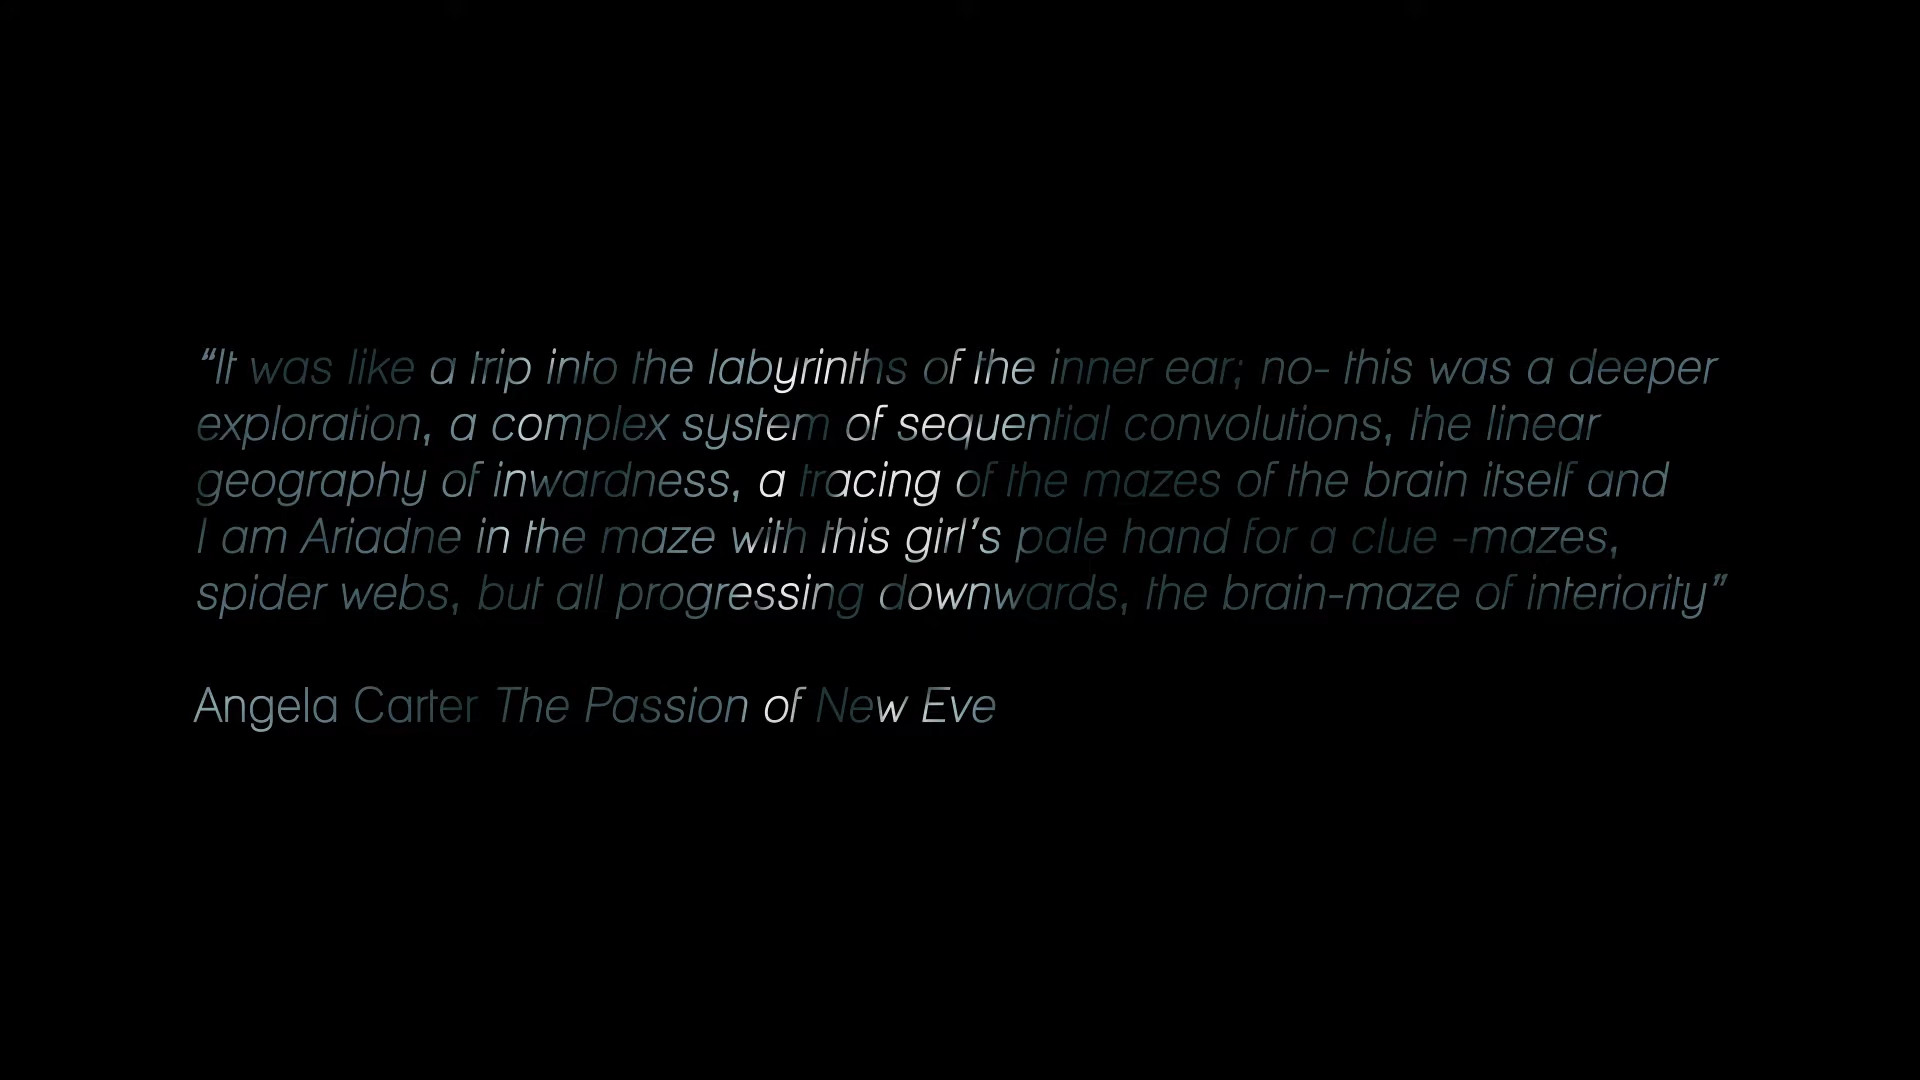 “It was like a trip into the labyrinths of the inner ear; no- this was a deeper
exploration, a complex system of sequential convolutions, the linear
geography of inwardness, a tracing of the mazes of the brain itself and
I am Ariadne in the maze with this girl’s pale hand for a clue -mazes,
spider webs, but all progressing downwards, the brain-maze of interiority”
Angela Carter The Passion of New Eve